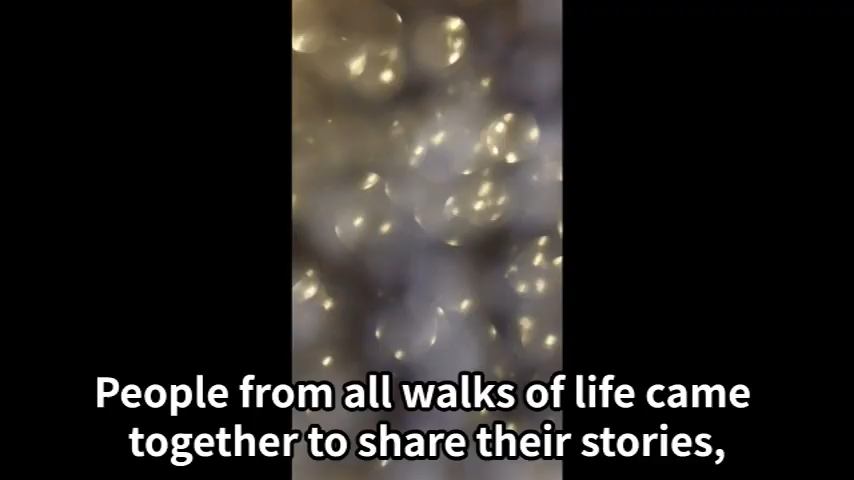 People from all walks of life came
together to share their stories,